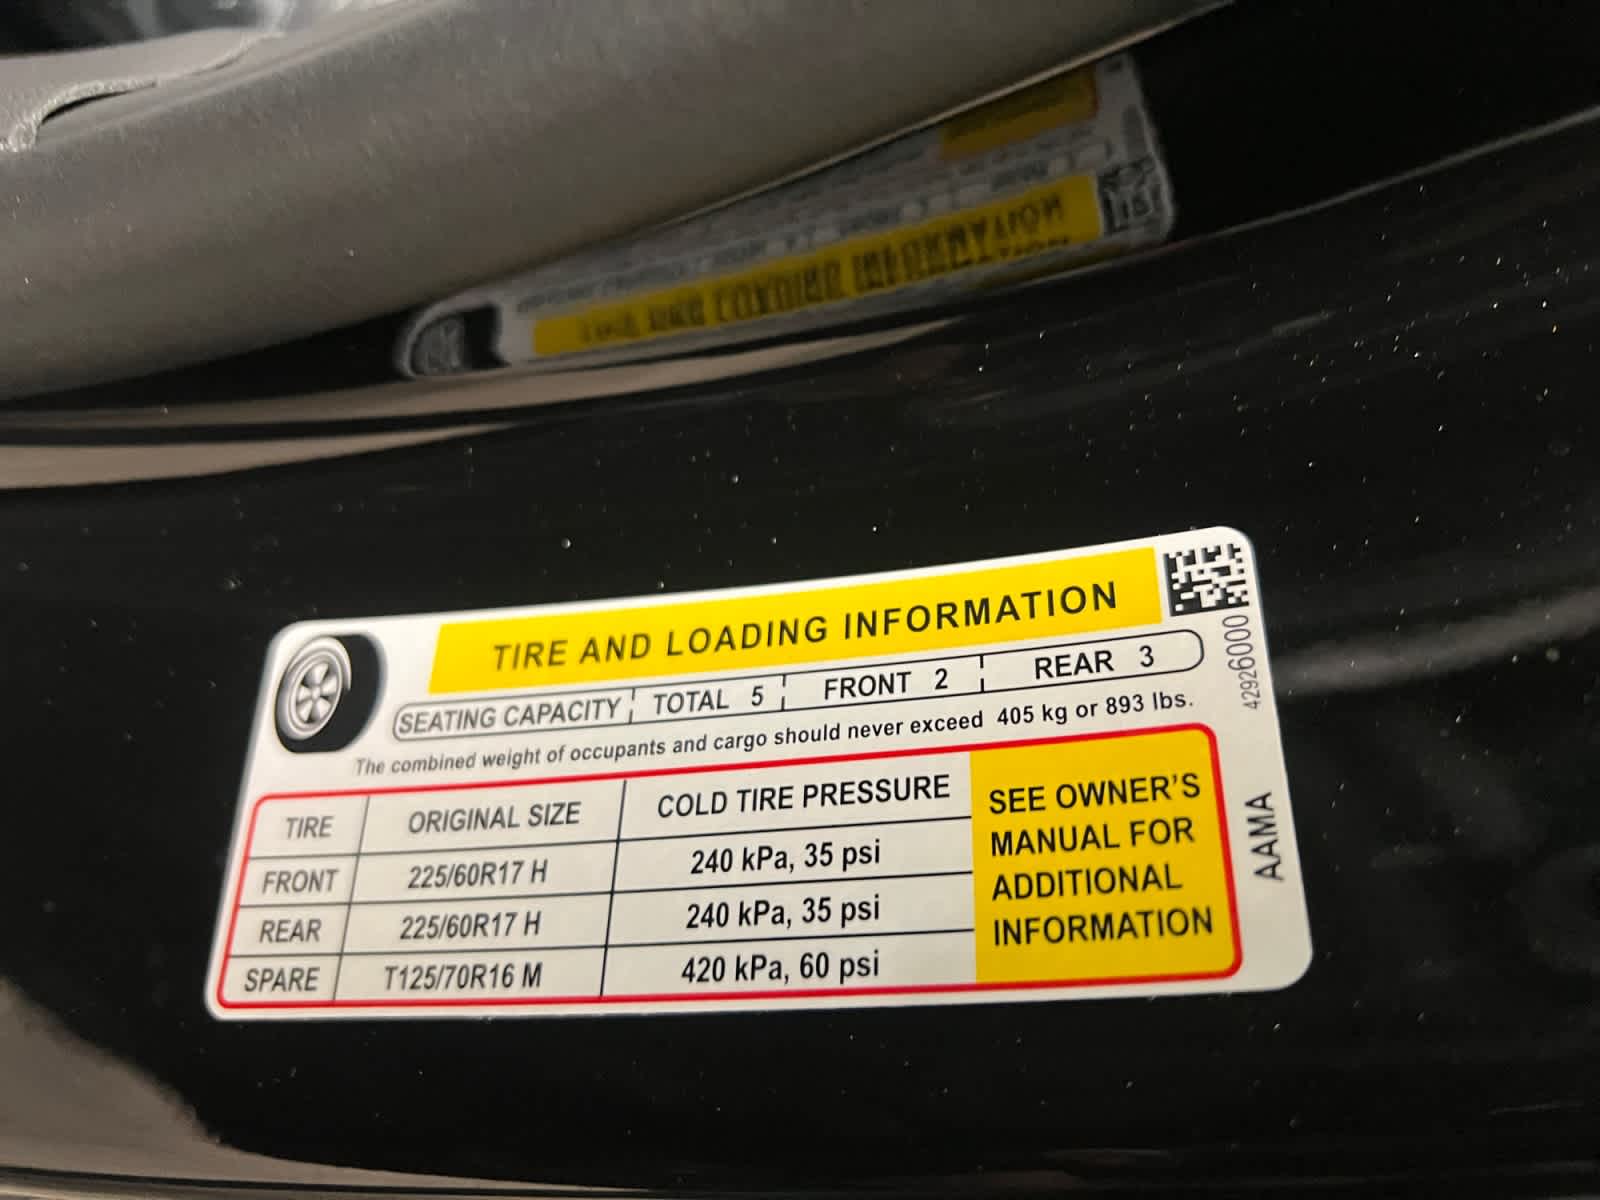 TIRE AND LOADING INFORMATION
SEATING CAPACITY TOTAL 5 FRONT 2 REAR 3
The combined weight of occupants and cargo should never exceed 405 kg or 893 lbs.
TIRE ORIGINAL SIZE COLD TIRE PRESSURE
FRONT 225/60R17 H 240 kPa, 35 psi
REAR 225/60R17 H 240 kPa, 35 psi
SPARE T125/70R16 M 420 kPa, 60 psi
SEE OWNER'S
MANUAL FOR
ADDITIONAL
INFORMATION
42926000
AAMA